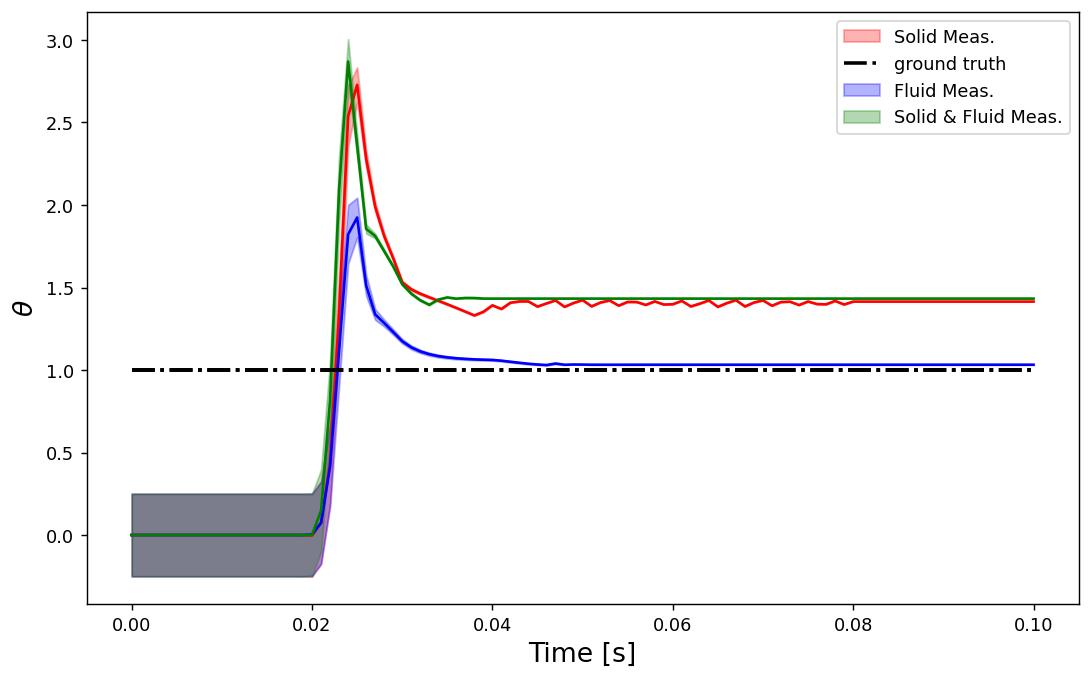 Solid Meas.
ground truth
Fluid Meas.
Solid & Fluid Meas.
3.0
2.5
2.0
1.5
1.0
0.5
0.0
θ
0.00 0.02 0.04 0.06 0.08 0.10
Time [s]